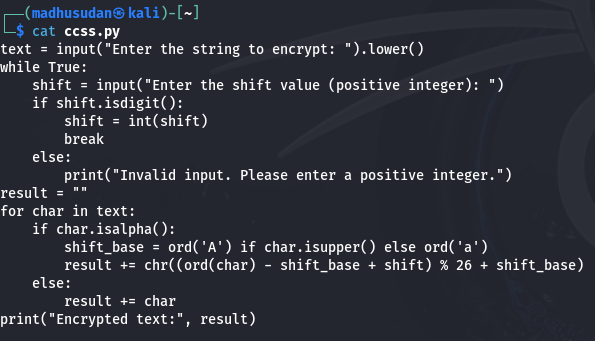 ┌──(madhusudan㉿kali)-[~]
└─$ cat ccss.py
text = input("Enter the string to encrypt: ").lower()
while True:
    shift = input("Enter the shift value (positive integer): ")
    if shift.isdigit():
        shift = int(shift)
        break
    else:
        print("Invalid input. Please enter a positive integer.")
result = ""
for char in text:
    if char.isalpha():
        shift_base = ord('A') if char.isupper() else ord('a')
        result += chr((ord(char) - shift_base + shift) % 26 + shift_base)
    else:
        result += char
print("Encrypted text:", result)